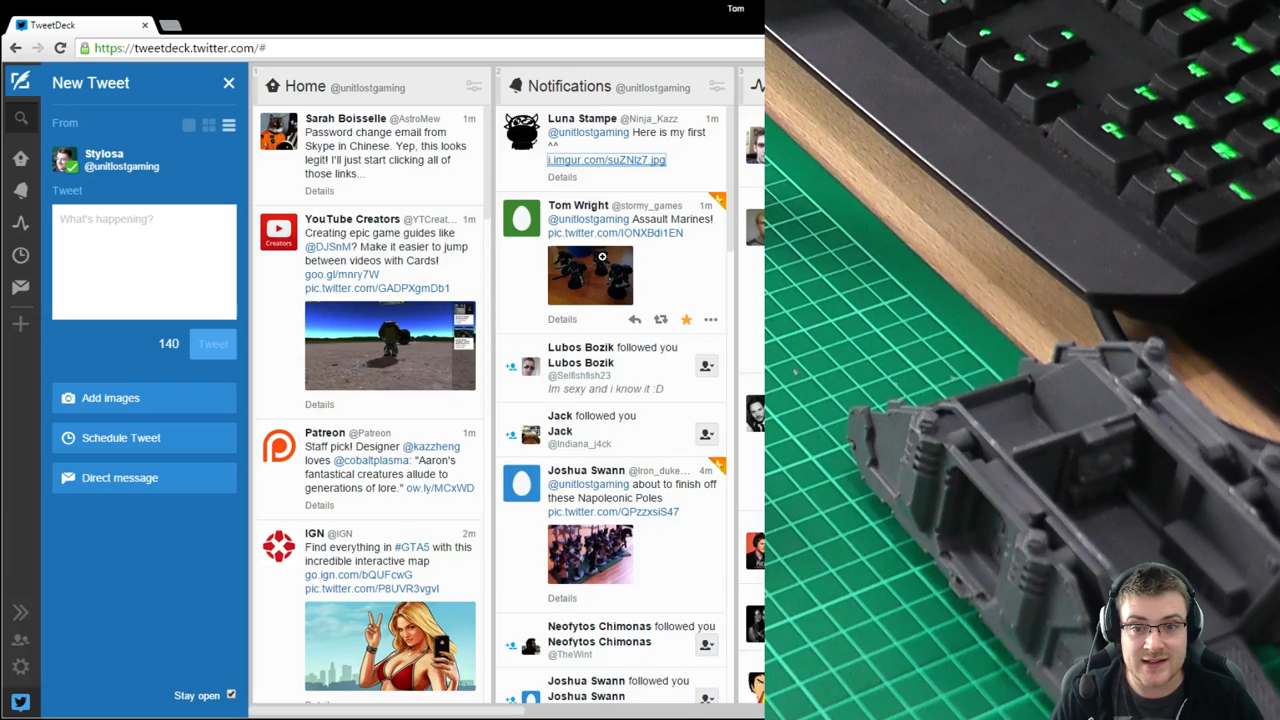 Tom
TweetDeck
https://tweetdeck.twitter.com/#
New Tweet
From
Stylosa
@unitlostgaming
Tweet
What's happening?
140
Tweet
Add images
Schedule Tweet
Direct message
Stay open
1
Home @unitlostgaming
Sarah Boisselle @AstroMew 1m
Password change email from
Skype in Chinese. Yep, this looks
legit! I'll just start clicking all of
those links...
Details
YouTube Creators @YTCreat... 1m
Creating epic game guides like
@DJSnM? Make it easier to jump
between videos with Cards!
goo.gl/mnry7W
pic.twitter.com/GADPXgmDb1
Details
Patreon @Patreon 1m
Staff pick! Designer @kazzheng
loves @cobaltplasma: "Aaron's
fantastical creatures allude to
generations of lore." ow.ly/MCxWD
Details
IGN @IGN 2m
Find everything in #GTA5 with this
incredible interactive map
go.ign.com/bQUFcwG
pic.twitter.com/P8UVR3vgvI
2
Notifications @unitlostgaming
Luna Stampe @Ninja_Kazz 1m
@unitlostgaming Here is my first
^^
i.imgur.com/suZNlz7.jpg
Details
Tom Wright @stormy_games 1m
@unitlostgaming Assault Marines!
pic.twitter.com/IONXBdi1EN
Details
Lubos Bozik followed you
Lubos Bozik
@Selfishfish23
Im sexy and i know it :D
Jack followed you
Jack
@Indiana_j4ck
Joshua Swann @Iron_duke... 4m
@unitlostgaming about to finish off
these Napoleonic Poles
pic.twitter.com/QPzzxsiS47
Details
Neofytos Chimonas followed you
Neofytos Chimonas
@TheWint
Joshua Swann followed you
Joshua Swann
3